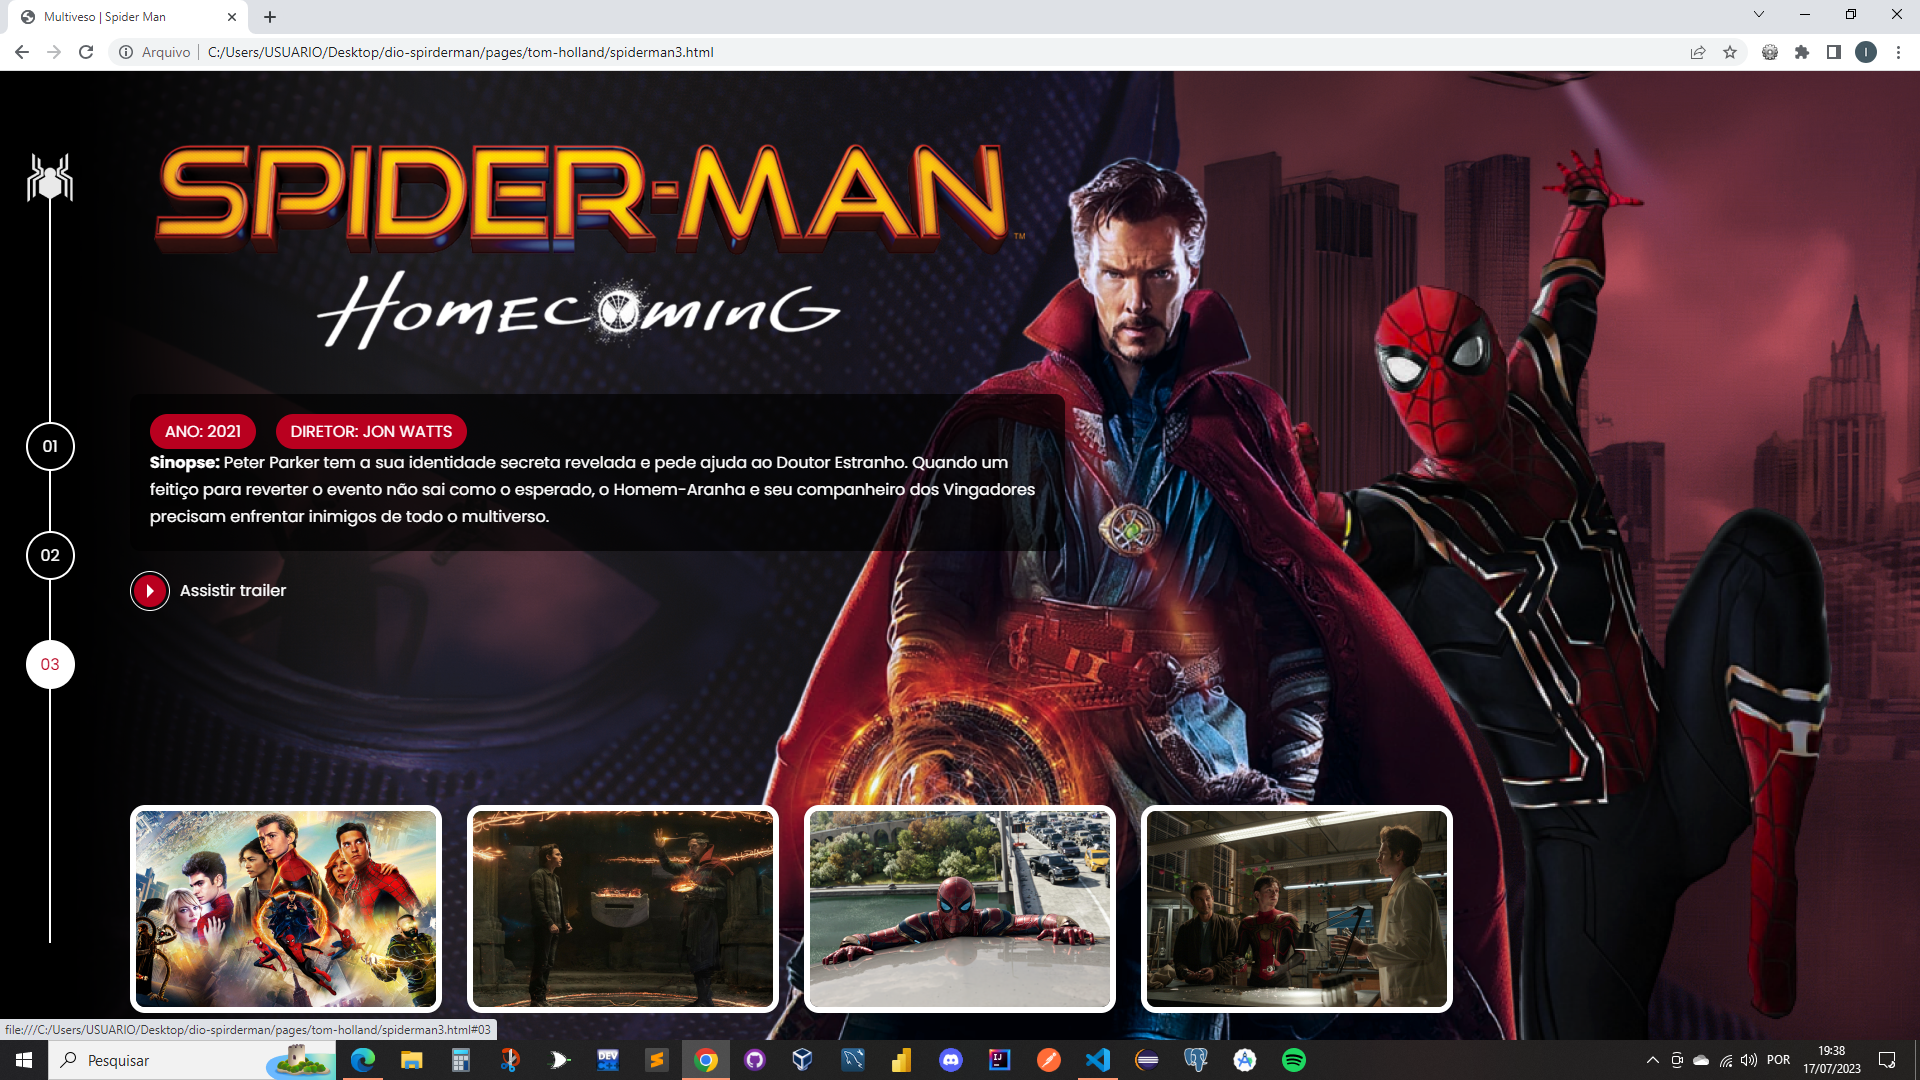 Multiveso | Spider Man
Arquivo
C:/Users/USUARIO/Desktop/dio-spirderman/pages/tom-holland/spiderman3.html
I
SPIDER-MAN
TM
HOMECOMING
01
02
03
ANO: 2021
DIRETOR: JON WATTS
Sinopse: Peter Parker tem a sua identidade secreta revelada e pede ajuda ao Doutor Estranho. Quando um
feitiço para reverter o evento não sai como o esperado, o Homem-Aranha e seu companheiro dos Vingadores
precisam enfrentar inimigos de todo o multiverso.
Assistir trailer
file:///C:/Users/USUARIO/Desktop/dio-spirderman/pages/tom-holland/spiderman3.html#03
Pesquisar
DEV
IJ
POR
19:38
17/07/2023